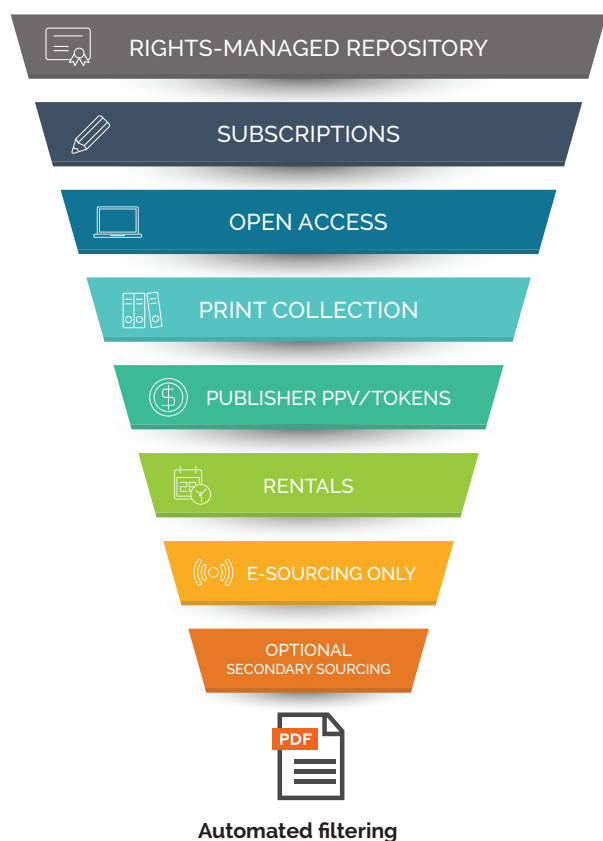 RIGHTS-MANAGED REPOSITORY
SUBSCRIPTIONS
OPEN ACCESS
PRINT COLLECTION
PUBLISHER PPV/TOKENS
RENTALS
E-SOURCING ONLY
OPTIONAL
SECONDARY SOURCING
PDF
Automated filtering